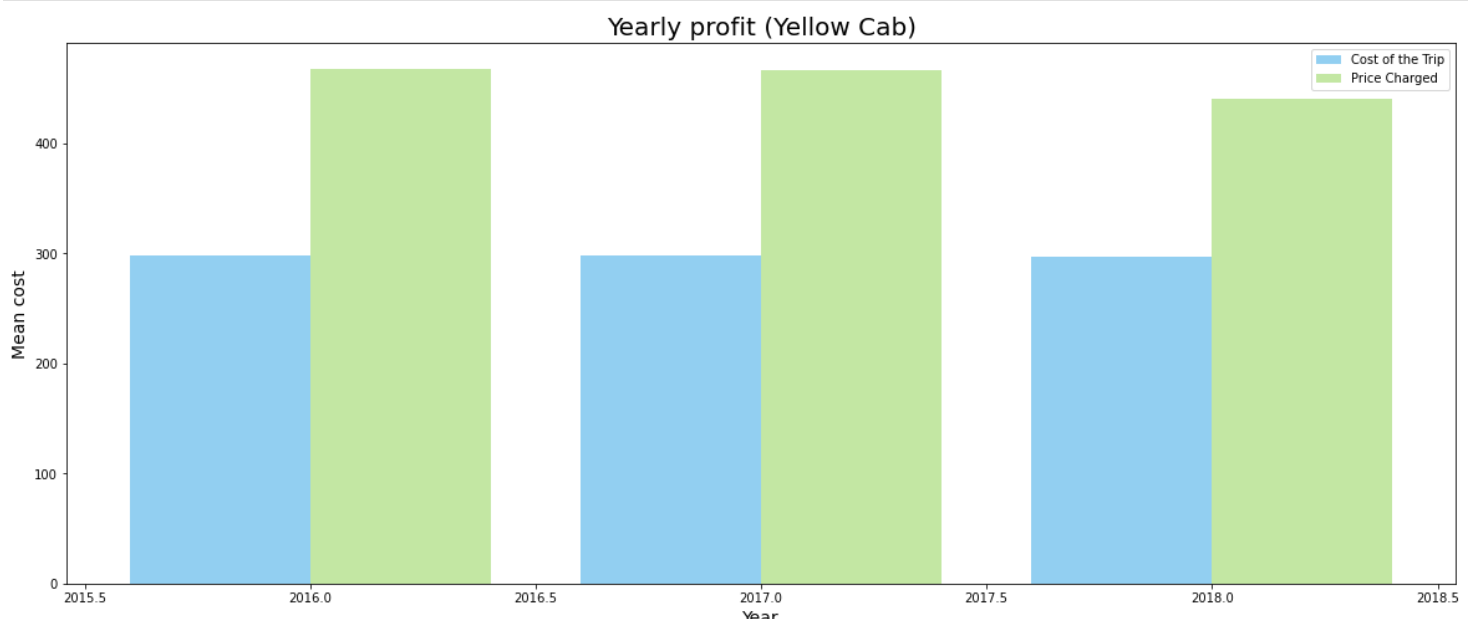 Yearly profit (Yellow Cab)
Cost of the Trip
Price Charged
400
300
200
100
0
Mean cost
2015.5 2016.0 2016.5 2017.0 2017.5 2018.0 2018.5
Year